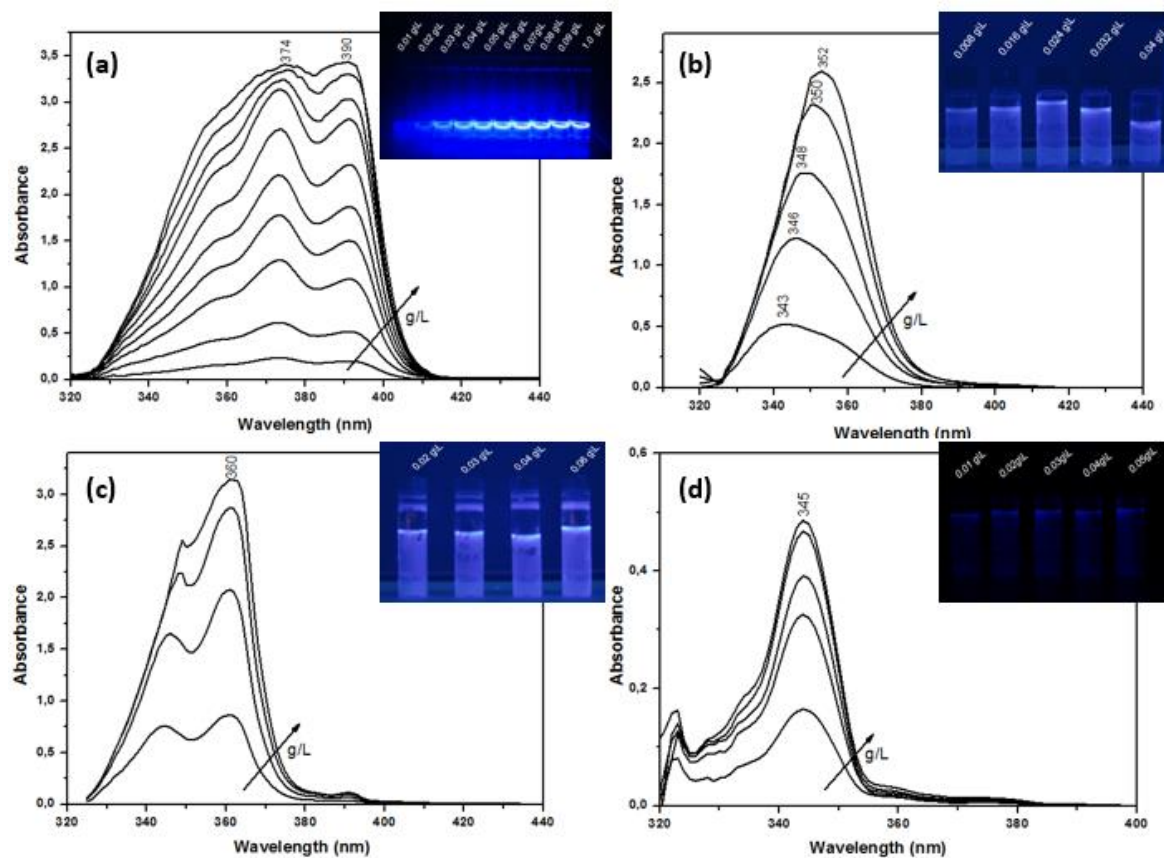 (a)
374
390
0.01 g/L 0.02 g/L 0.03 g/L 0.04 g/L 0.05 g/L 0.06 g/L 0.07g/L 0.08 g/L 0.09 g/L 1.0 g/L
3,5
3,0
2,5
2,0
1,5
1,0
0,5
0,0
Absorbance
g/L
320 340 360 380 400 420 440
Wavelength (nm)
(b)
352
350
348
346
343
0.008 g/L 0.016 g/L 0.024 g/L 0.032 g/L 0.04 g/L
2,5
2,0
1,5
1,0
0,5
0,0
Absorbance
g/L
320 340 360 380 400 420 440
Wavelength (nm)
(c)
360
0.02 g/L 0.03 g/L 0.04 g/L 0.06 g/L
3,0
2,5
2,0
1,5
1,0
0,5
0,0
Absorbance
g/L
320 340 360 380 400 420 440
Wavelength (nm)
(d)
345
0.01 g/L 0.02g/L 0.03g/L 0.04g/L 0.05g/L
0,6
0,4
0,2
0,0
Absorbance
g/L
320 340 360 380 400
Wavelength (nm)